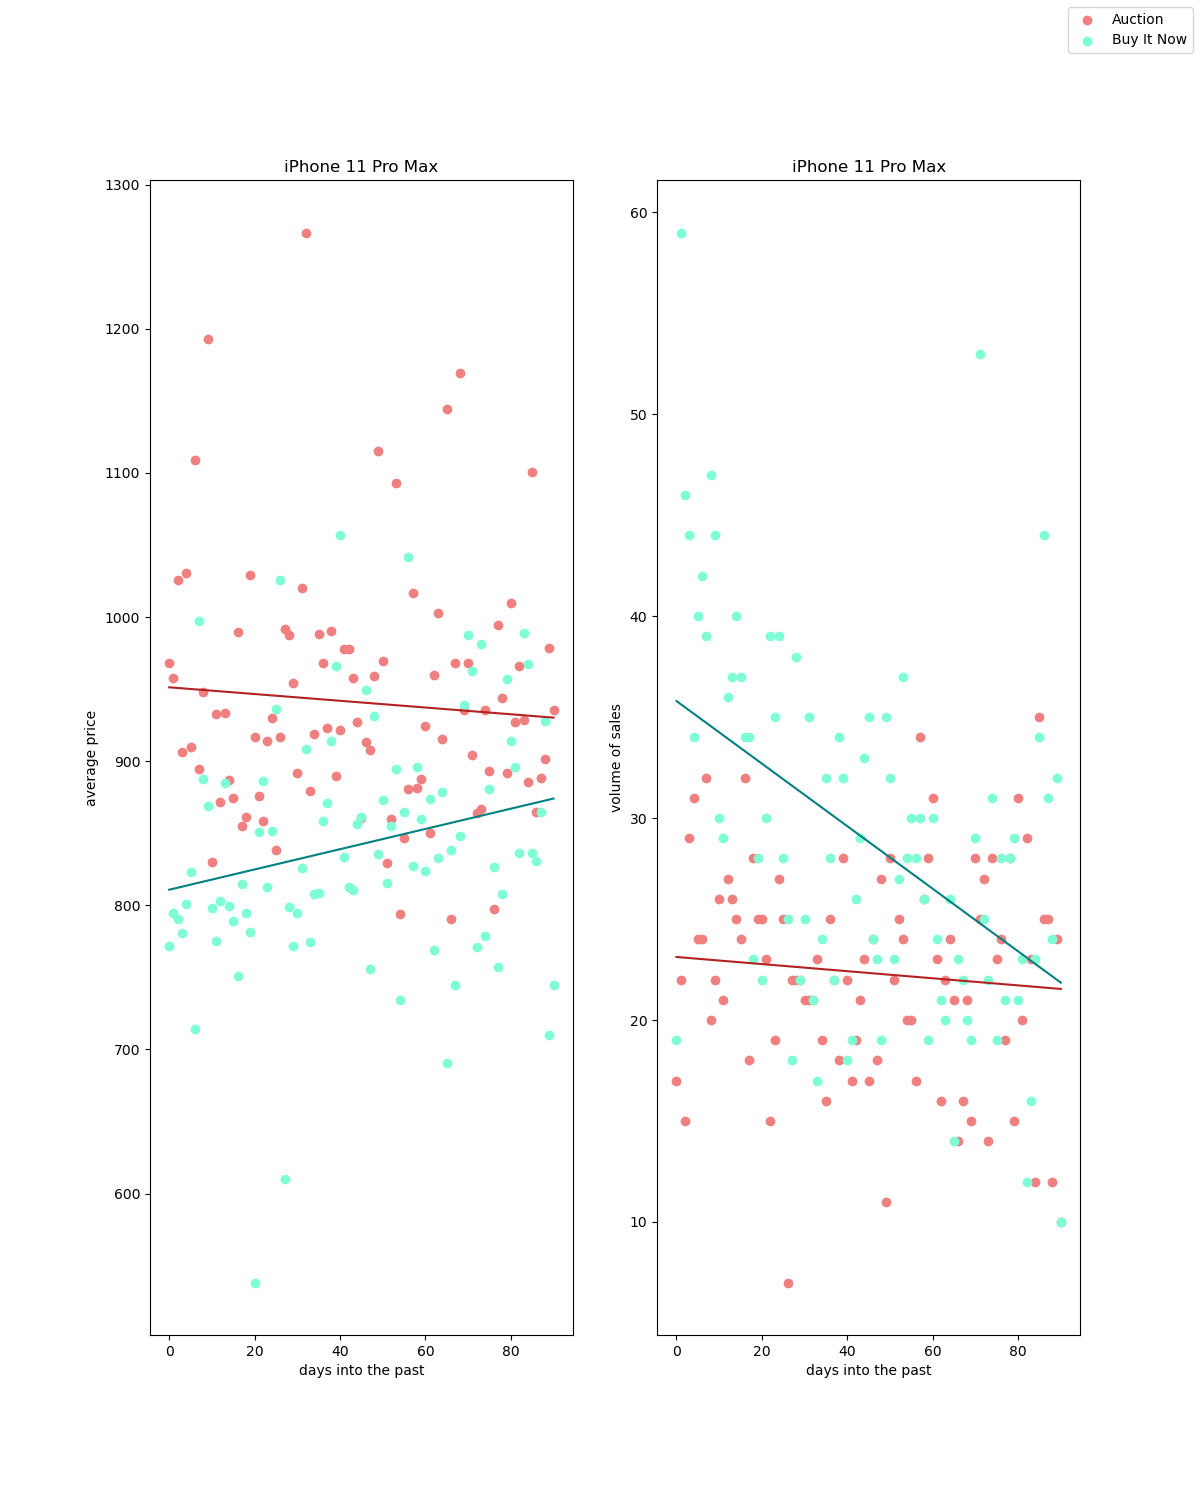 Auction
Buy It Now
iPhone 11 Pro Max
1300
1200
1100
1000
900
800
700
600
average price
0 20 40 60 80
days into the past
iPhone 11 Pro Max
60
50
40
30
20
10
volume of sales
0 20 40 60 80
days into the past